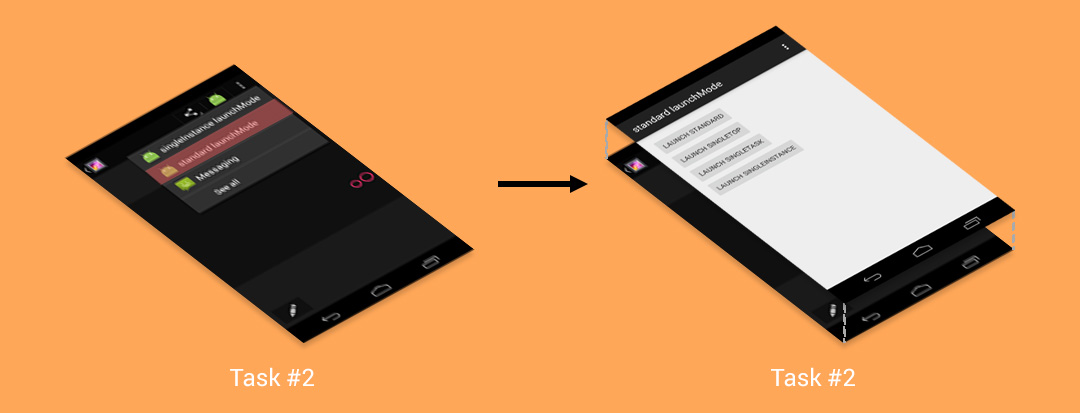 singleInstance launchMode
standard launchMode
Messaging
See all
Task #2
standard launchMode
LAUNCH STANDARD
LAUNCH SINGLETOP
LAUNCH SINGLETASK
LAUNCH SINGLEINSTANCE
Task #2